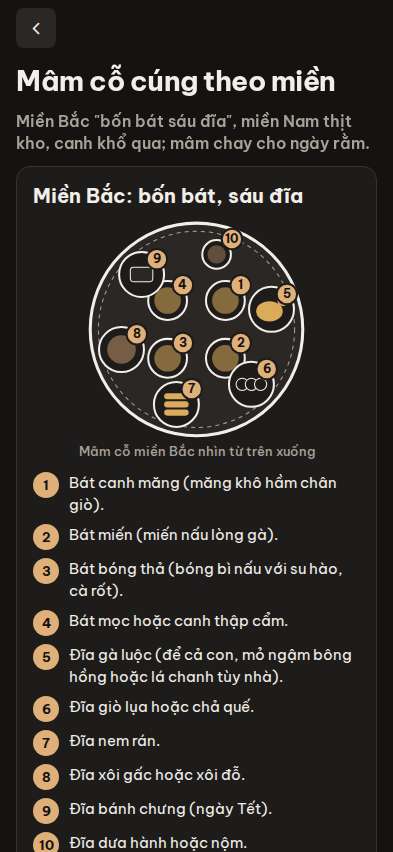 Mâm cỗ cúng theo miền
Miền Bắc "bốn bát sáu đĩa", miền Nam thịt
kho, canh khổ qua; mâm chay cho ngày rằm.
Miền Bắc: bốn bát, sáu đĩa
10
9
4
1
5
8
3
2
6
7
Mâm cỗ miền Bắc nhìn từ trên xuống
1 Bát canh măng (măng khô hầm chân
giò).
2 Bát miến (miến nấu lòng gà).
3 Bát bóng thả (bóng bì nấu với su hào,
cà rốt).
4 Bát mọc hoặc canh thập cẩm.
5 Đĩa gà luộc (để cả con, mỏ ngậm bông
hồng hoặc lá chanh tùy nhà).
6 Đĩa giò lụa hoặc chả quế.
7 Đĩa nem rán.
8 Đĩa xôi gấc hoặc xôi đỗ.
9 Đĩa bánh chưng (ngày Tết).
10 Đĩa dưa hành hoặc nộm.